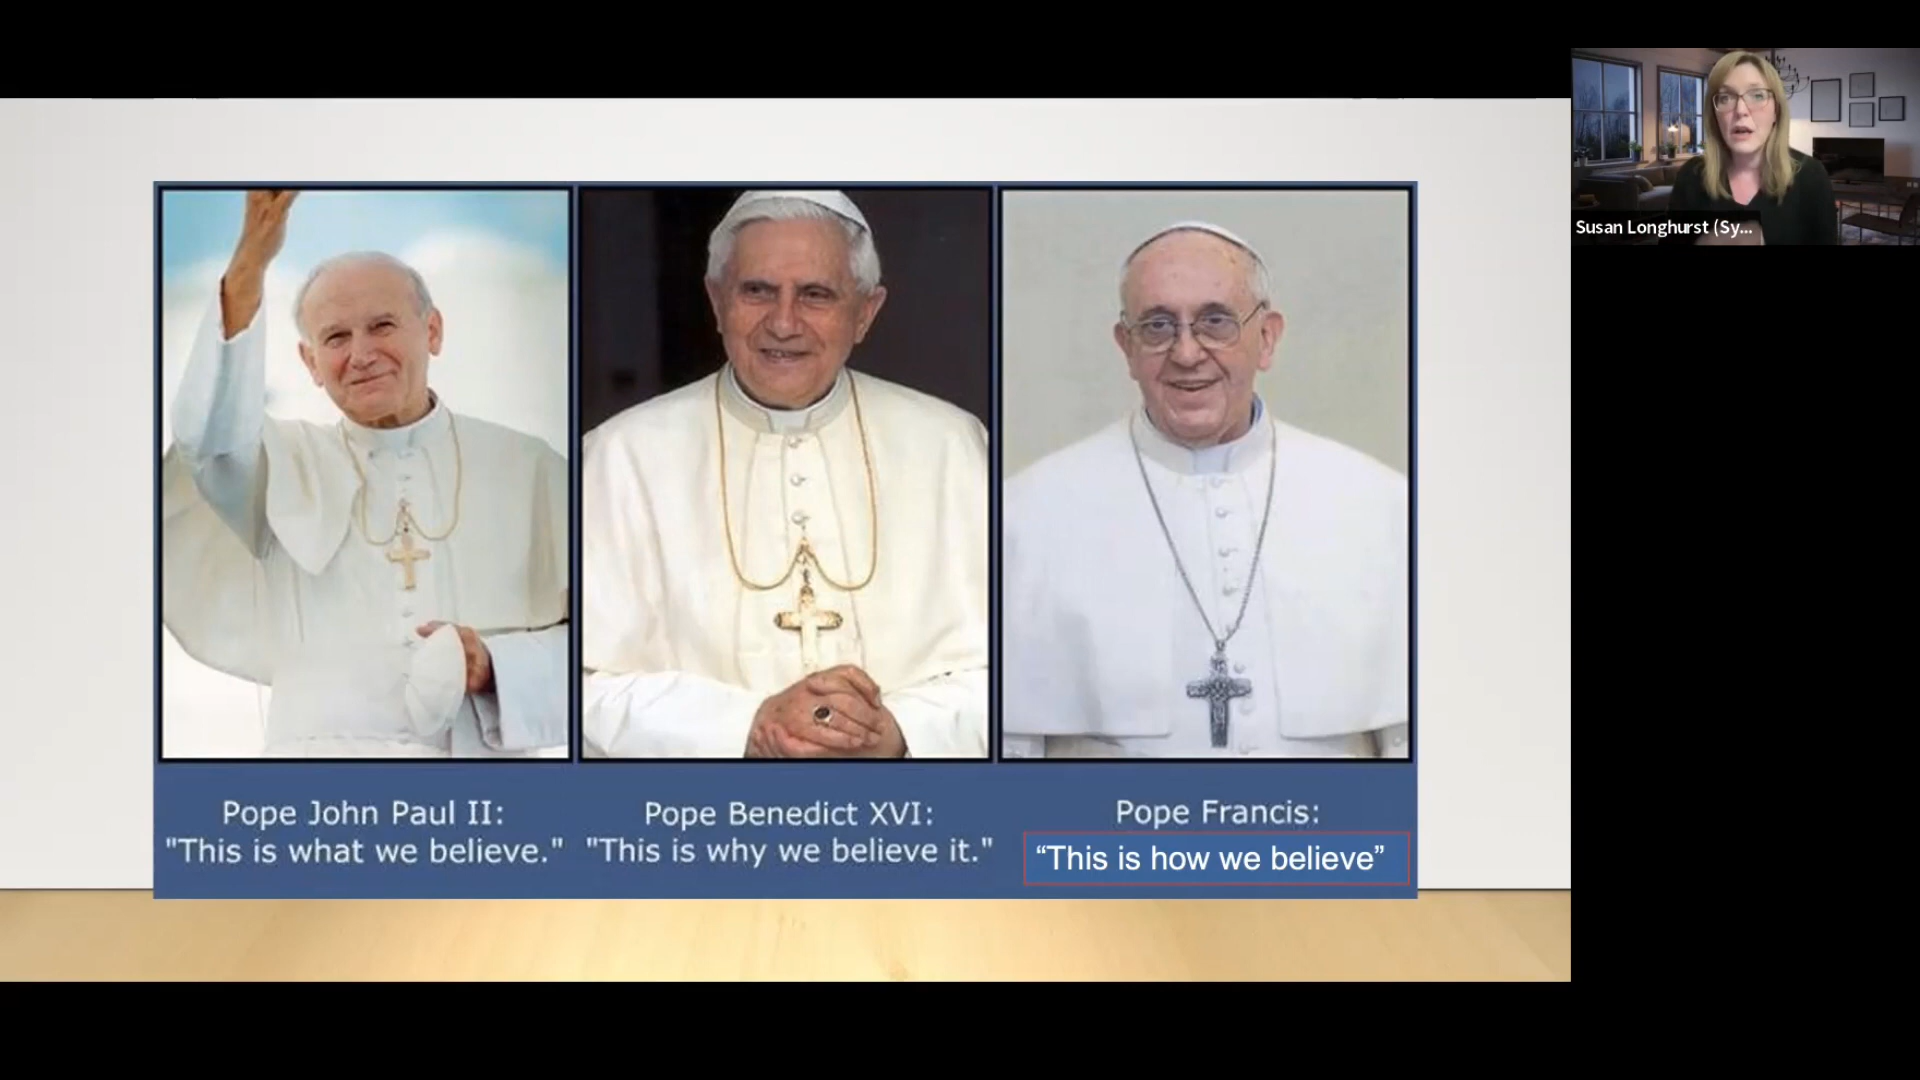 Susan Longhurst (Sy...
Pope John Paul II:
"This is what we believe."
Pope Benedict XVI:
"This is why we believe it."
Pope Francis:
“This is how we believe”